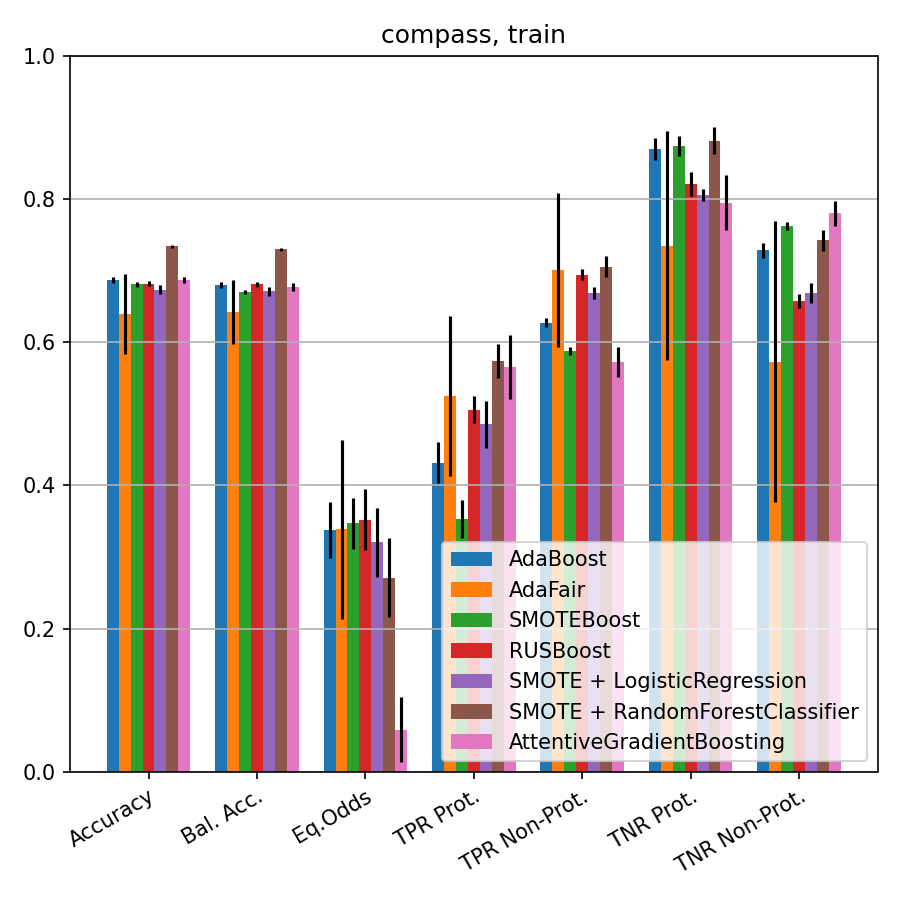 compass, train
1.0
0.8
0.6
0.4
0.2
0.0
AdaBoost
AdaFair
SMOTEBoost
RUSBoost
SMOTE + LogisticRegression
SMOTE + RandomForestClassifier
AttentiveGradientBoosting
Accuracy
Bal. Acc.
Eq.Odds
TPR Prot.
TPR Non-Prot.
TNR Prot.
TNR Non-Prot.